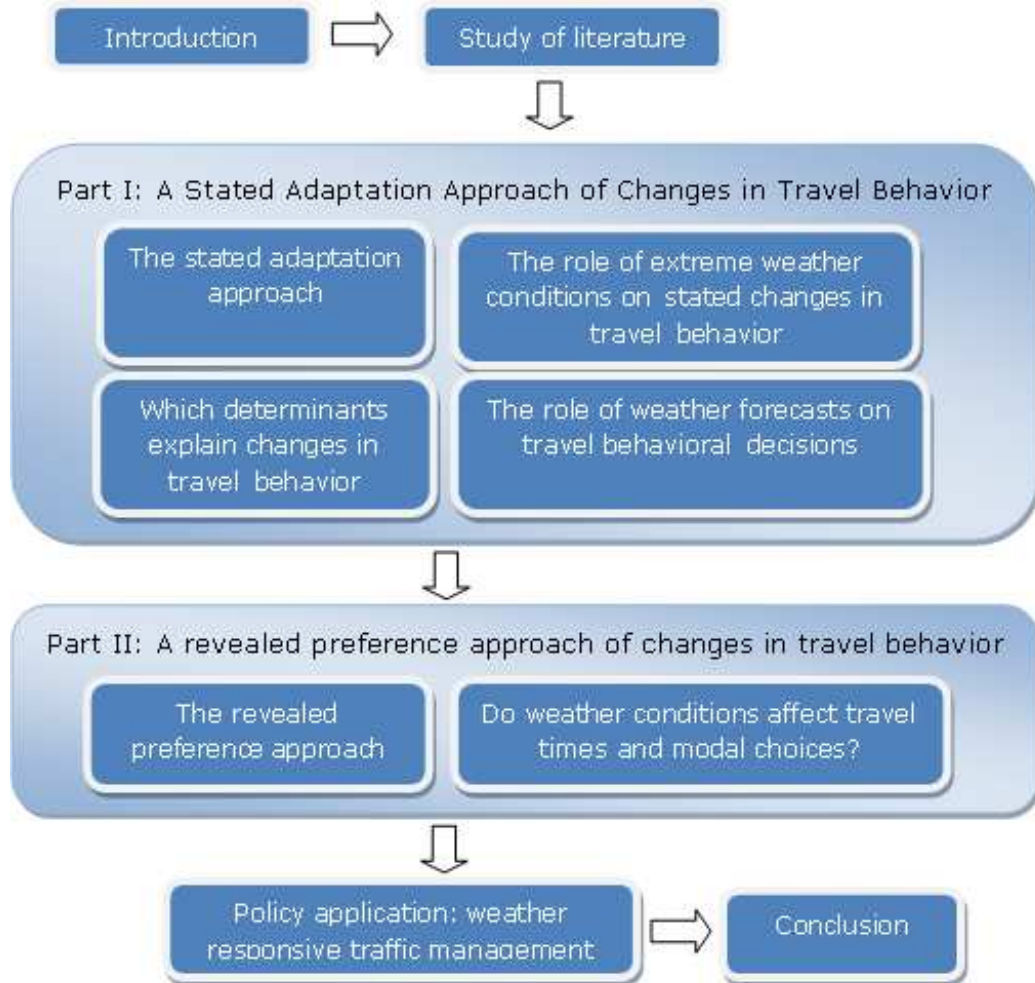 Introduction
Study of literature
Part I: A Stated Adaptation Approach of Changes in Travel Behavior
The stated adaptation
approach
The role of extreme weather
conditions on stated changes in
travel behavior
Which determinants
explain changes in
travel behavior
The role of weather forecasts on
travel behavioral decisions
Part II: A revealed preference approach of changes in travel behavior
The revealed
preference approach
Do weather conditions affect travel
times and modal choices?
Policy application: weather
responsive traffic management
Conclusion